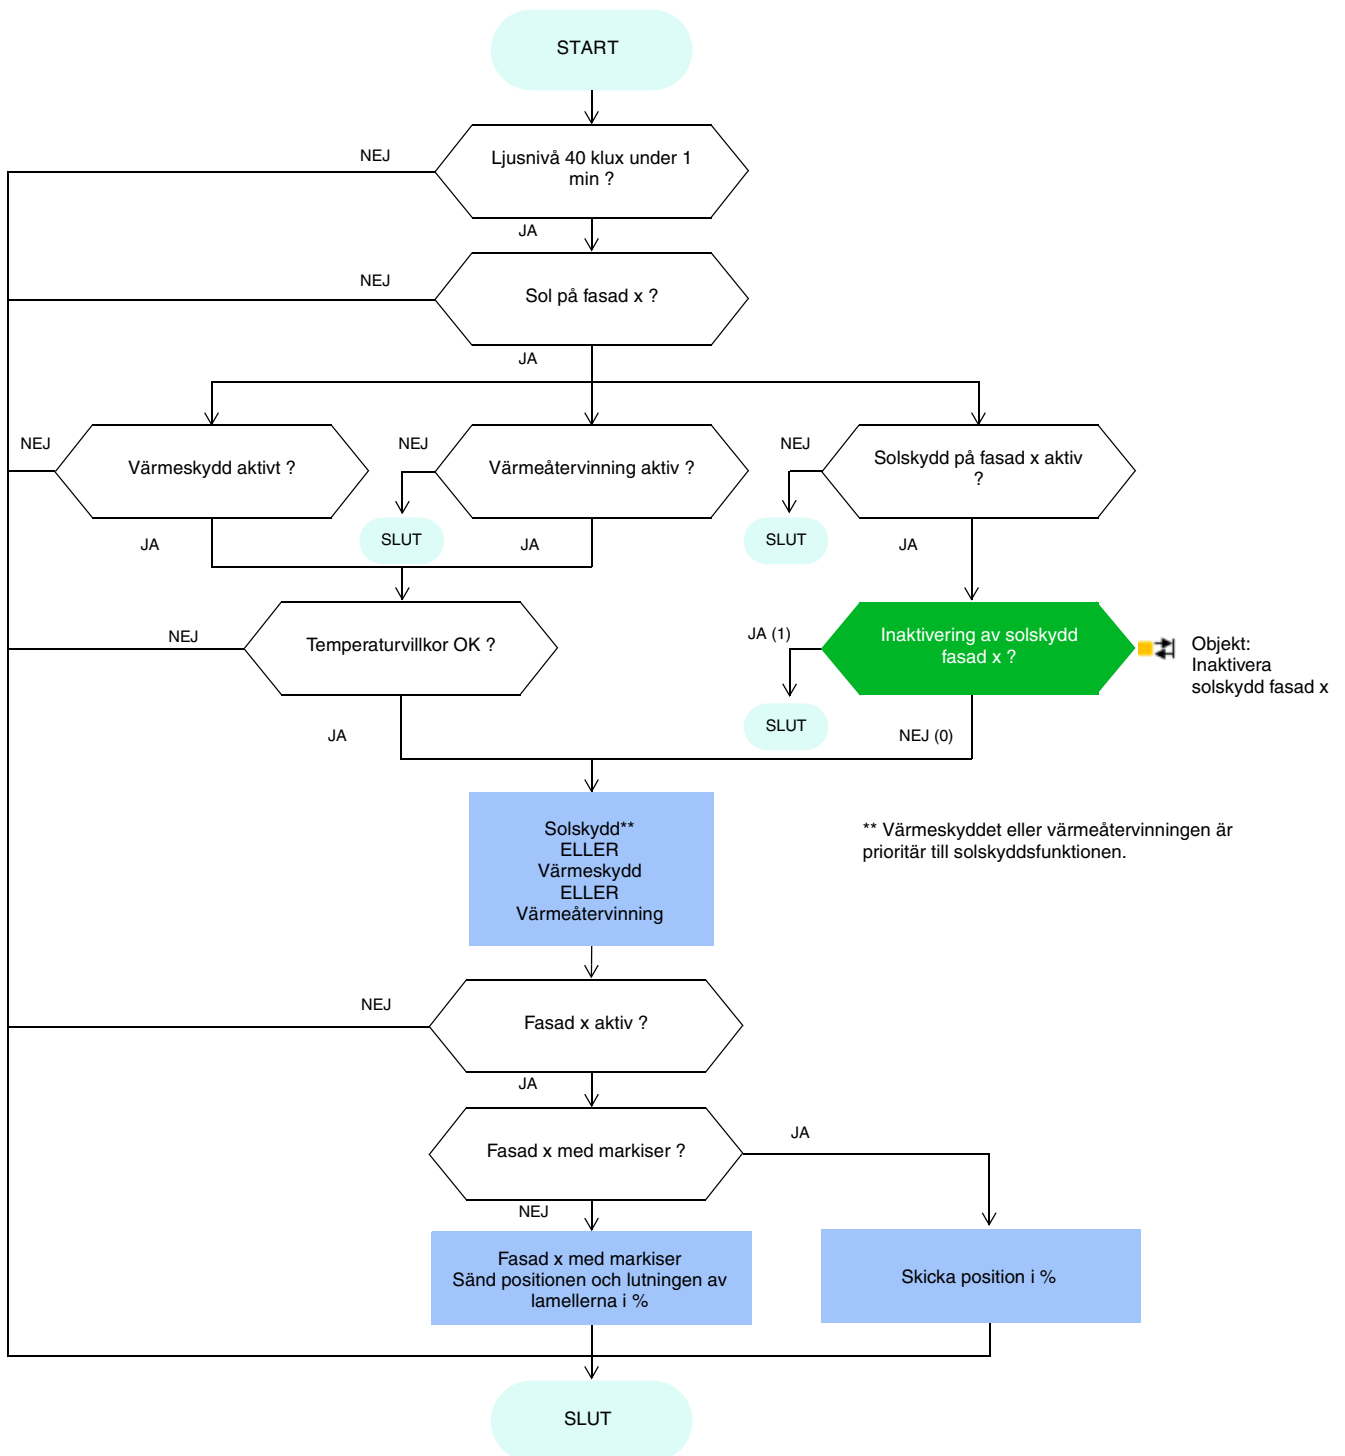 START
NEJ
Ljusnivå 40 klux under 1
min ?
JA
NEJ
Sol på fasad x ?
JA
NEJ
Värmeskydd aktivt ?
NEJ
Värmeåtervinning aktiv ?
NEJ
Solskydd på fasad x aktiv
?
JA
SLUT
JA
SLUT
JA
NEJ
Temperaturvillkor OK ?
JA (1)
Inaktivering av solskydd
fasad x ?
Objekt:
Inaktivera
solskydd fasad x
JA
SLUT
NEJ (0)
Solskydd**
ELLER
Värmeskydd
ELLER
Värmeåtervinning
** Värmeskyddet eller värmeåtervinningen är
prioritär till solskyddsfunktionen.
NEJ
Fasad x aktiv ?
JA
Fasad x med markiser ?
JA
NEJ
Fasad x med markiser
Sänd positionen och lutningen av
lamellerna i %
Skicka position i %
SLUT